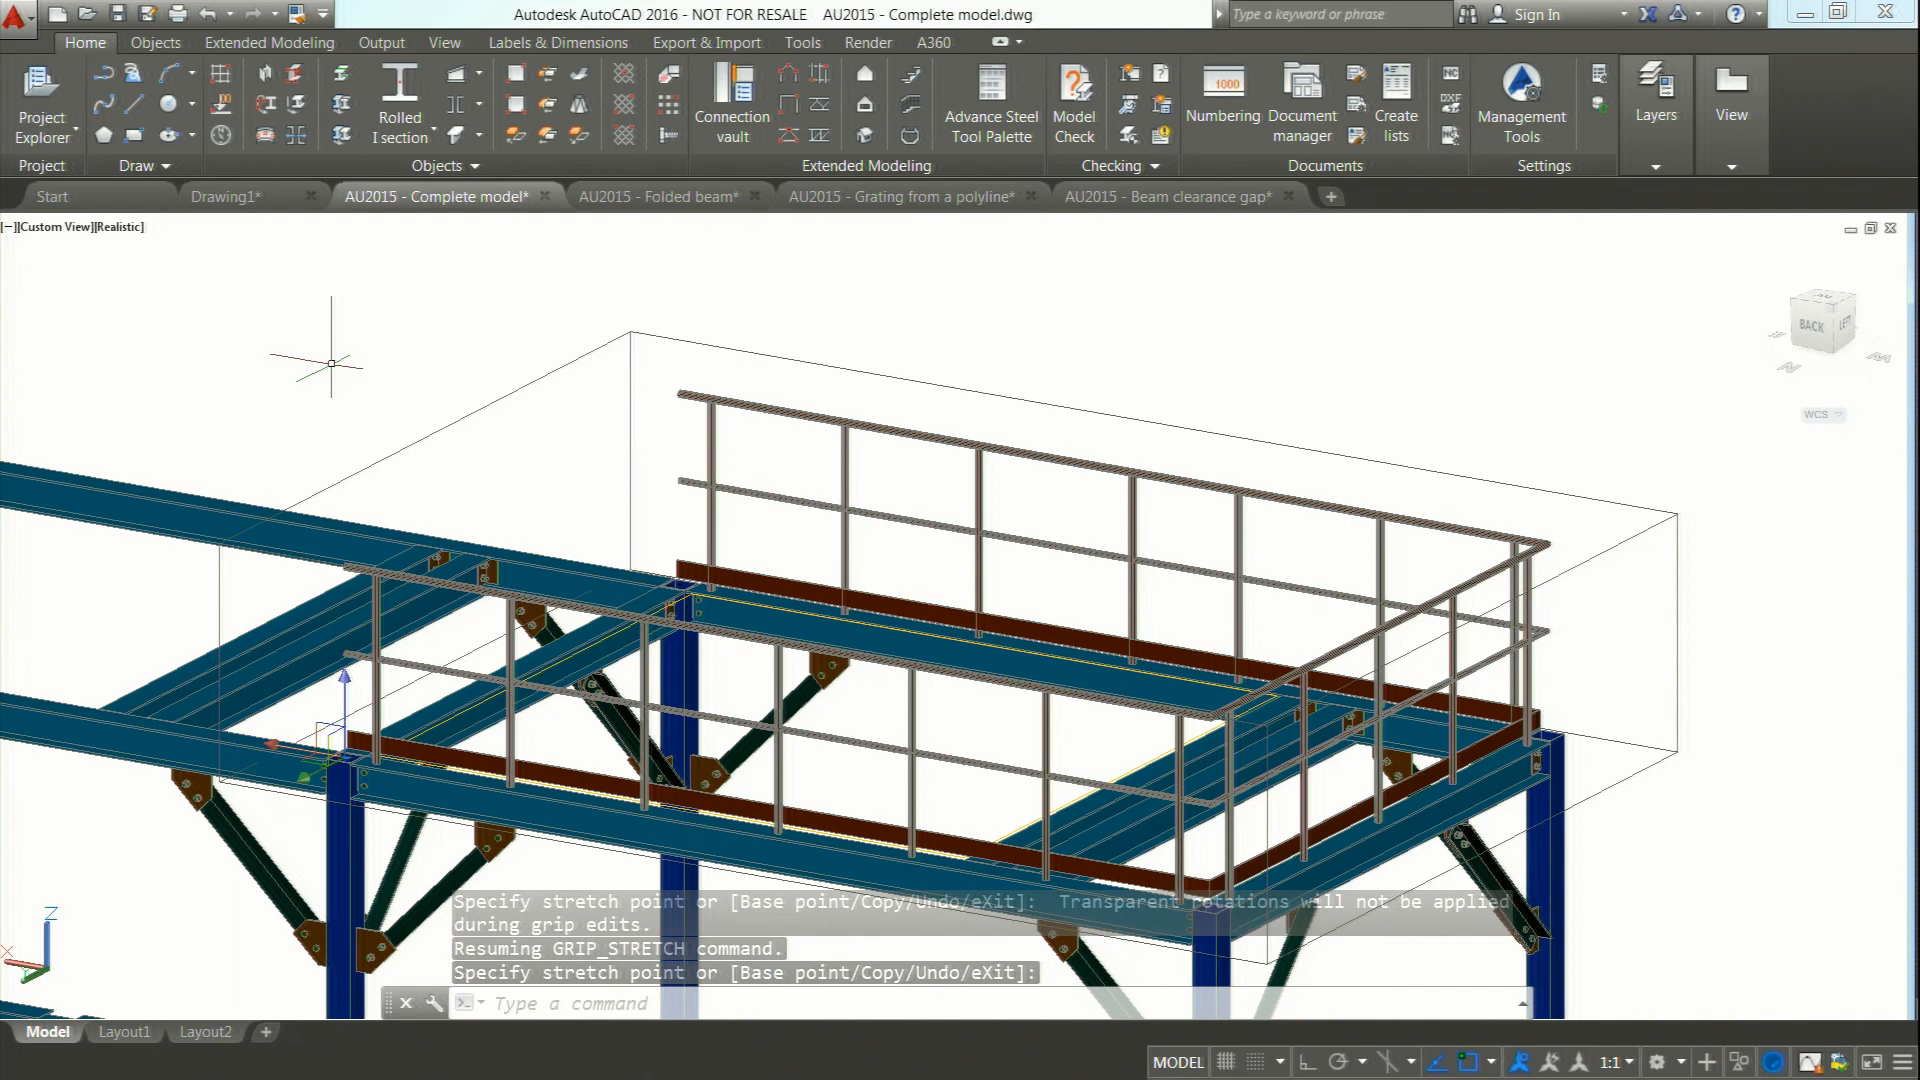 Autodesk AutoCAD 2016 - NOT FOR RESALE AU2015 - Complete model.dwg
Type a keyword or phrase
Sign In
Home Objects Extended Modeling Output View Labels & Dimensions Export & Import Tools Render A360
Project Explorer
Rolled I section
Connection vault
Advance Steel Tool Palette
Model Check
1000
Numbering
Document manager
Create lists
NC
DXF
Management Tools
Layers
View
Project Draw Objects Extended Modeling Checking Documents Settings
Start Drawing1* AU2015 - Complete model* AU2015 - Folded beam* AU2015 - Grating from a polyline* AU2015 - Beam clearance gap*
[−][Custom View][Realistic]
BACK
LEFT
WCS
Z
X
Specify stretch point or [Base point/Copy/Undo/eXit]: Transparent rotations will not be applied
during grip edits.
Resuming GRIP_STRETCH command.
Specify stretch point or [Base point/Copy/Undo/eXit]:
Type a command
Model Layout1 Layout2
MODEL 1:1